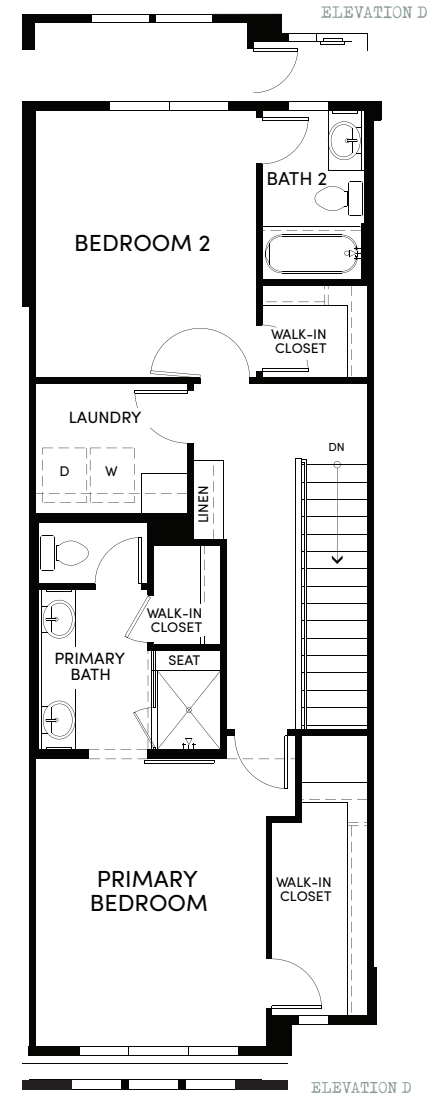 ELEVATION D
BATH 2
BEDROOM 2
WALK-IN
CLOSET
LAUNDRY
DN
D
W
LINEN
WALK-IN
CLOSET
PRIMARY
BATH
SEAT
PRIMARY
BEDROOM
WALK-IN
CLOSET
ELEVATION D